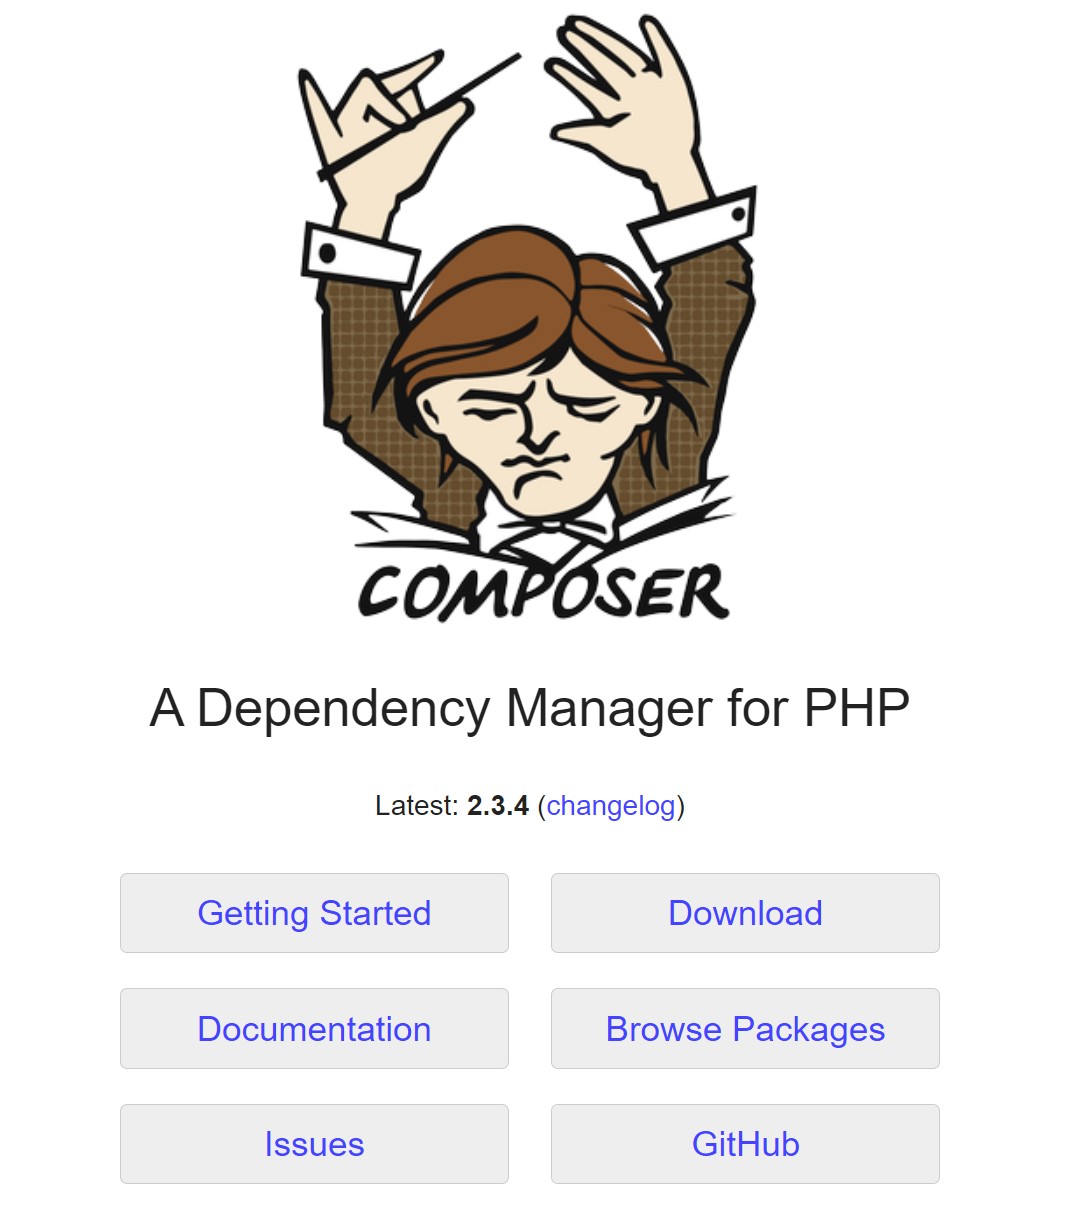 COMPOSER
A Dependency Manager for PHP
Latest: 2.3.4 (changelog)
Getting Started
Download
Documentation
Browse Packages
Issues
GitHub